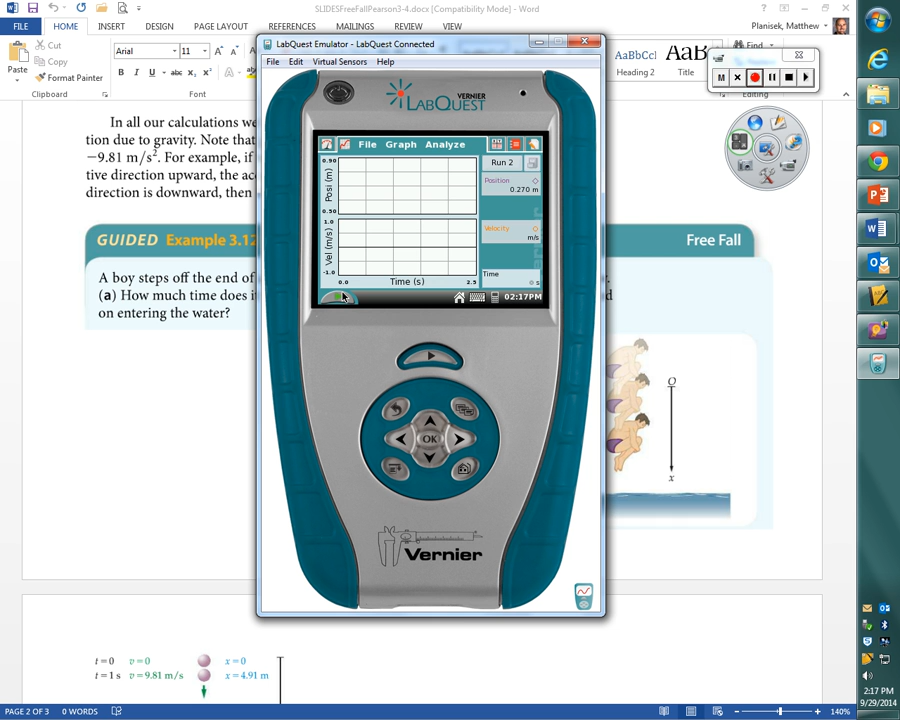 SLIDESFreeFallPearson3-4.docx [Compatibility Mode] - Word
FILE HOME INSERT DESIGN PAGE LAYOUT REFERENCES MAILINGS REVIEW VIEW Planisek, Matthew
Paste Cut Copy Format Painter
Clipboard
Arial 11
B I U abc x₂ x²
Font
AaBbCcl Heading 2
AaB Title
Find
Editing
M
LabQuest Emulator - LabQuest Connected
File Edit Virtual Sensors Help
VERNIER
LABQUEST
File Graph Analyze
Run 2
Position
0.270 m
Velocity
m/s
Time
s
0.90
Posi (m)
0.50
1.0
Vel (m/s)
-1.0
0.0 Time (s) 2.5
02:17PM
OK
Vernier
In all our calculations we
tion due to gravity. Note that
−9.81 m/s². For example, if
tive direction upward, the acc
direction is downward, then
GUIDED Example 3.12 Free Fall
A boy steps off the end of
(a) How much time does it
on entering the water?
O
x
t = 0 v = 0 x = 0
t = 1 s v = 9.81 m/s x = 4.91 m
PAGE 2 OF 3 0 WORDS 140%
2:17 PM
9/29/2014